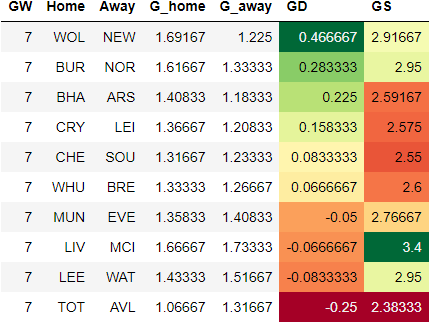 GW Home Away G_home G_away GD GS
7 WOL NEW 1.69167 1.225 0.466667 2.91667
7 BUR NOR 1.61667 1.33333 0.283333 2.95
7 BHA ARS 1.40833 1.18333 0.225 2.59167
7 CRY LEI 1.36667 1.20833 0.158333 2.575
7 CHE SOU 1.31667 1.23333 0.0833333 2.55
7 WHU BRE 1.33333 1.26667 0.0666667 2.6
7 MUN EVE 1.35833 1.40833 -0.05 2.76667
7 LIV MCI 1.66667 1.73333 -0.0666667 3.4
7 LEE WAT 1.43333 1.51667 -0.0833333 2.95
7 TOT AVL 1.06667 1.31667 -0.25 2.38333